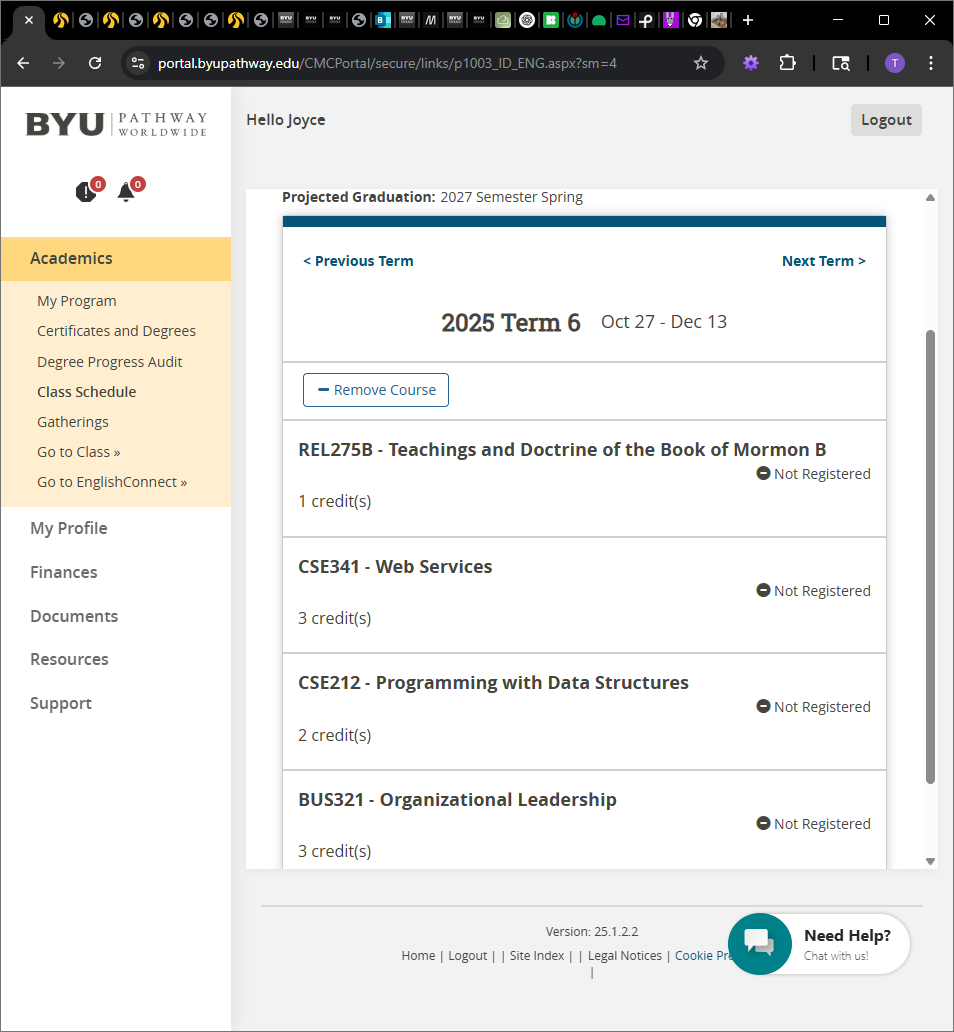 portal.byupathway.edu/CMCPortal/secure/links/p1003_ID_ENG.aspx?sm=4
T
BYU PATHWAY WORLDWIDE
Hello Joyce
Logout
0
0
Projected Graduation: 2027 Semester Spring
Academics
< Previous Term
Next Term >
My Program
2025 Term 6 Oct 27 - Dec 13
Certificates and Degrees
Degree Progress Audit
Class Schedule
Remove Course
Gatherings
Go to Class »
Go to EnglishConnect »
REL275B - Teachings and Doctrine of the Book of Mormon B
Not Registered
1 credit(s)
My Profile
Finances
Documents
Resources
Support
CSE341 - Web Services
Not Registered
3 credit(s)
CSE212 - Programming with Data Structures
Not Registered
2 credit(s)
BUS321 - Organizational Leadership
Not Registered
3 credit(s)
Version: 25.1.2.2
Home | Logout | | Site Index | | Legal Notices | Cookie
|
Need Help?
Chat with us!